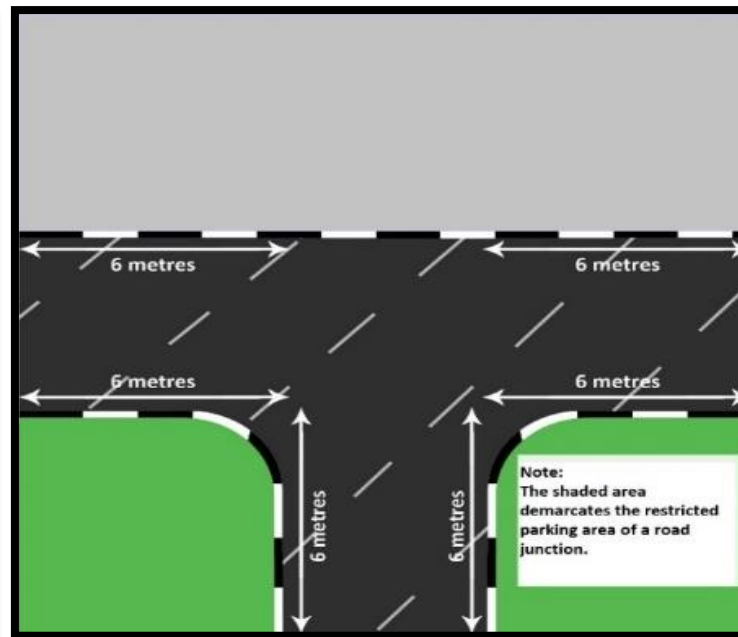 6 metres
6 metres
6 metres
6 metres
6 metres
6 metres
Note:
The shaded area
demarcates the restricted
parking area of a road
junction.